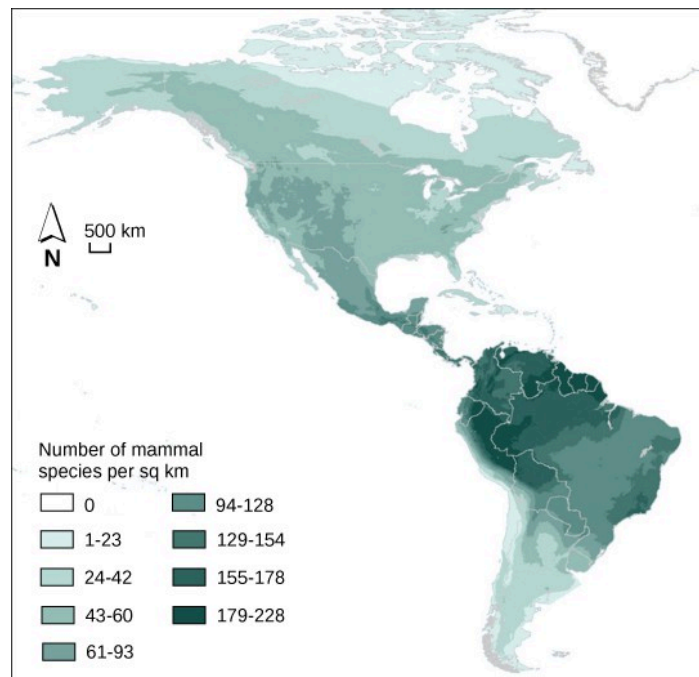 500 km
N
Number of mammal
species per sq km
0
1-23
24-42
43-60
61-93
94-128
129-154
155-178
179-228